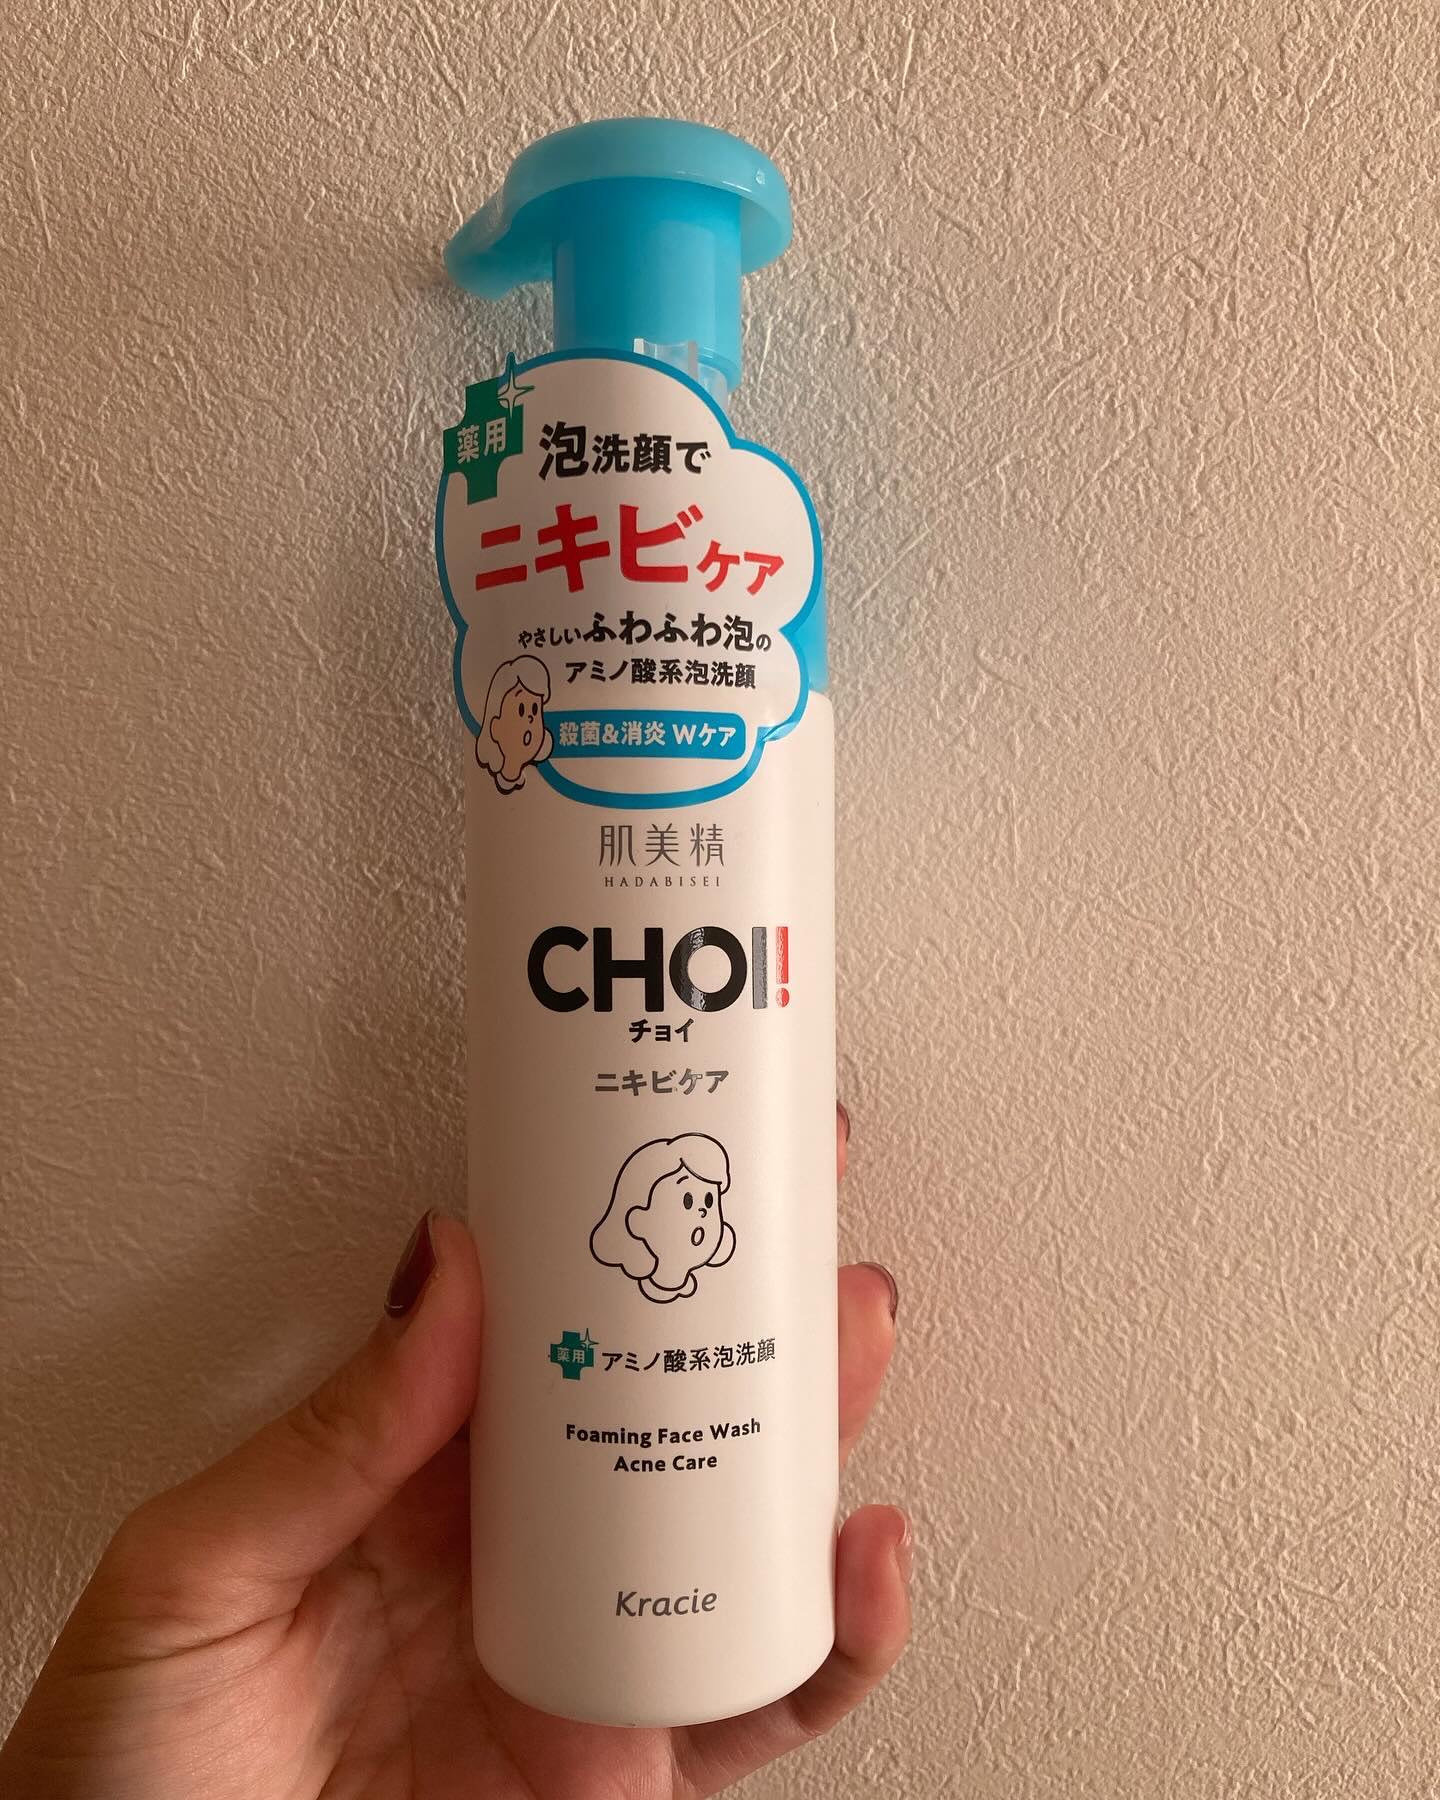 薬用
泡洗顔で
ニキビケア
やさしいふわふわ泡の
アミノ酸系泡洗顔
殺菌&消炎 Wケア
肌美精
HADABISEI
CHOI!
チョイ
ニキビケア
薬用 アミノ酸系泡洗顔
Foaming Face Wash
Acne Care
Kracie